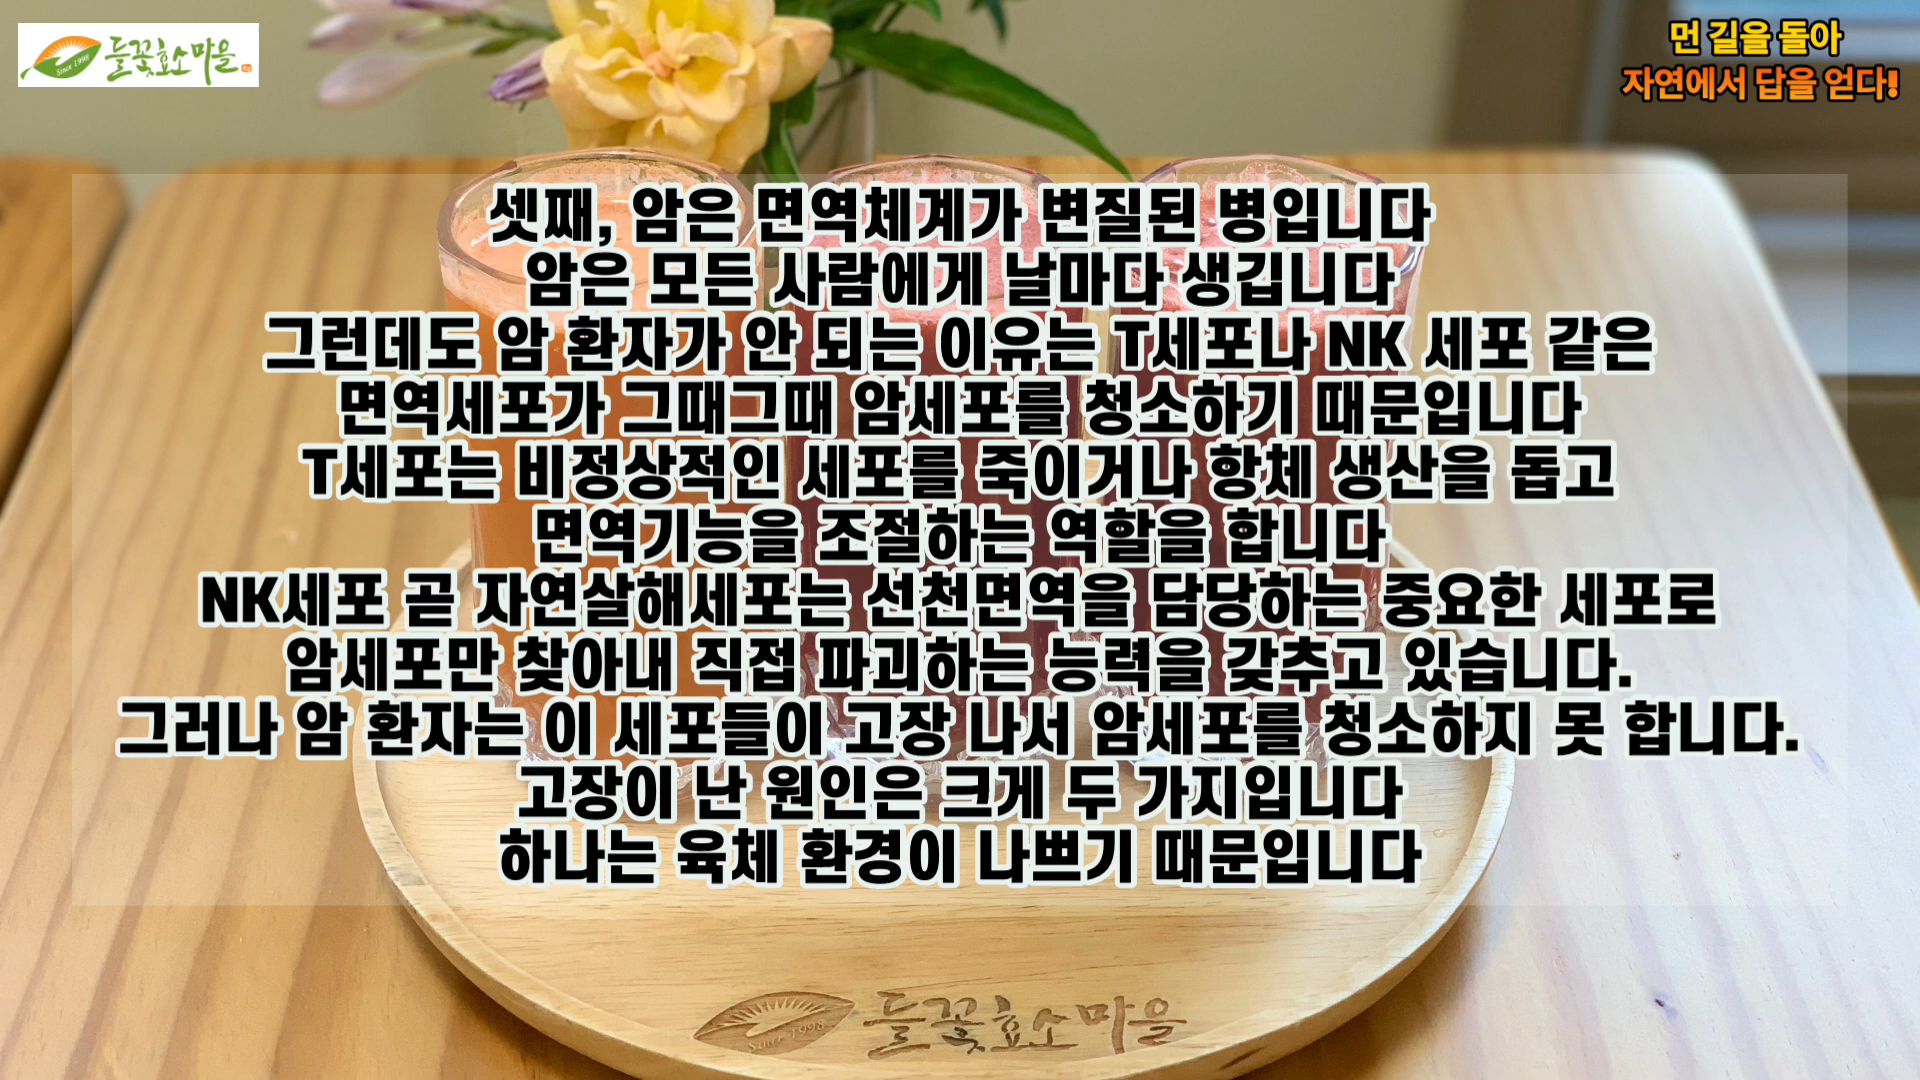 들꽃효소마을
Since 1998
먼 길을 돌아
자연에서 답을 얻다!
셋째, 암은 면역체계가 변질된 병입니다
암은 모든 사람에게 날마다 생깁니다
그런데도 암 환자가 안 되는 이유는 T세포나 NK 세포 같은
면역세포가 그때그때 암세포를 청소하기 때문입니다
T세포는 비정상적인 세포를 죽이거나 항체 생산을 돕고
면역기능을 조절하는 역할을 합니다
NK세포 곧 자연살해세포는 선천면역을 담당하는 중요한 세포로
암세포만 찾아내 직접 파괴하는 능력을 갖추고 있습니다.
그러나 암 환자는 이 세포들이 고장 나서 암세포를 청소하지 못 합니다.
고장이 난 원인은 크게 두 가지입니다
하나는 육체 환경이 나쁘기 때문입니다
Since 1998
들꽃효소마을